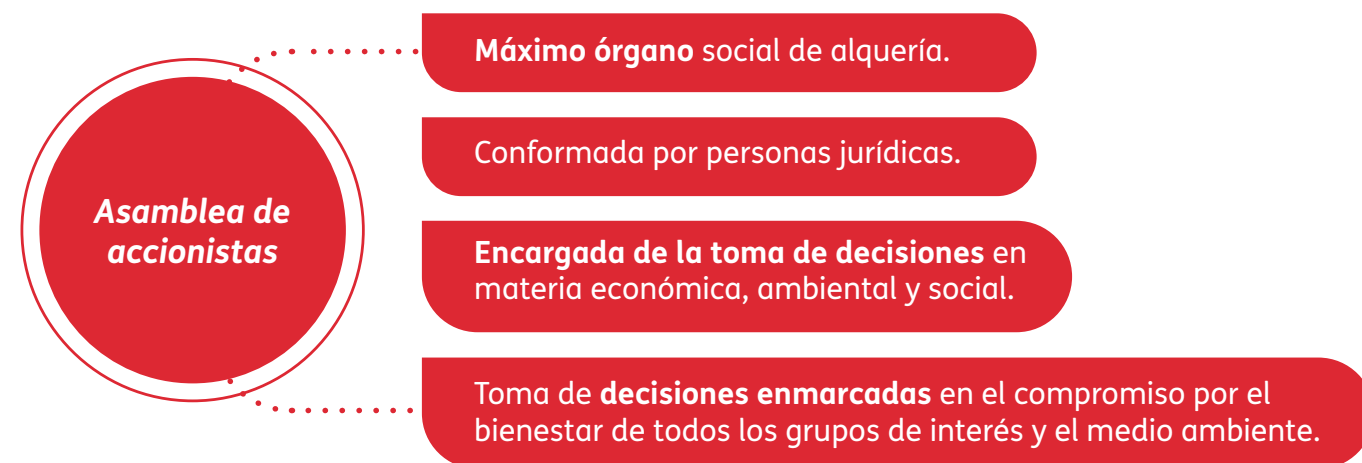 Asamblea de
accionistas
Máximo órgano social de alquería.
Conformada por personas jurídicas.
Encargada de la toma de decisiones en
materia económica, ambiental y social.
Toma de decisiones enmarcadas en el compromiso por el
bienestar de todos los grupos de interés y el medio ambiente.